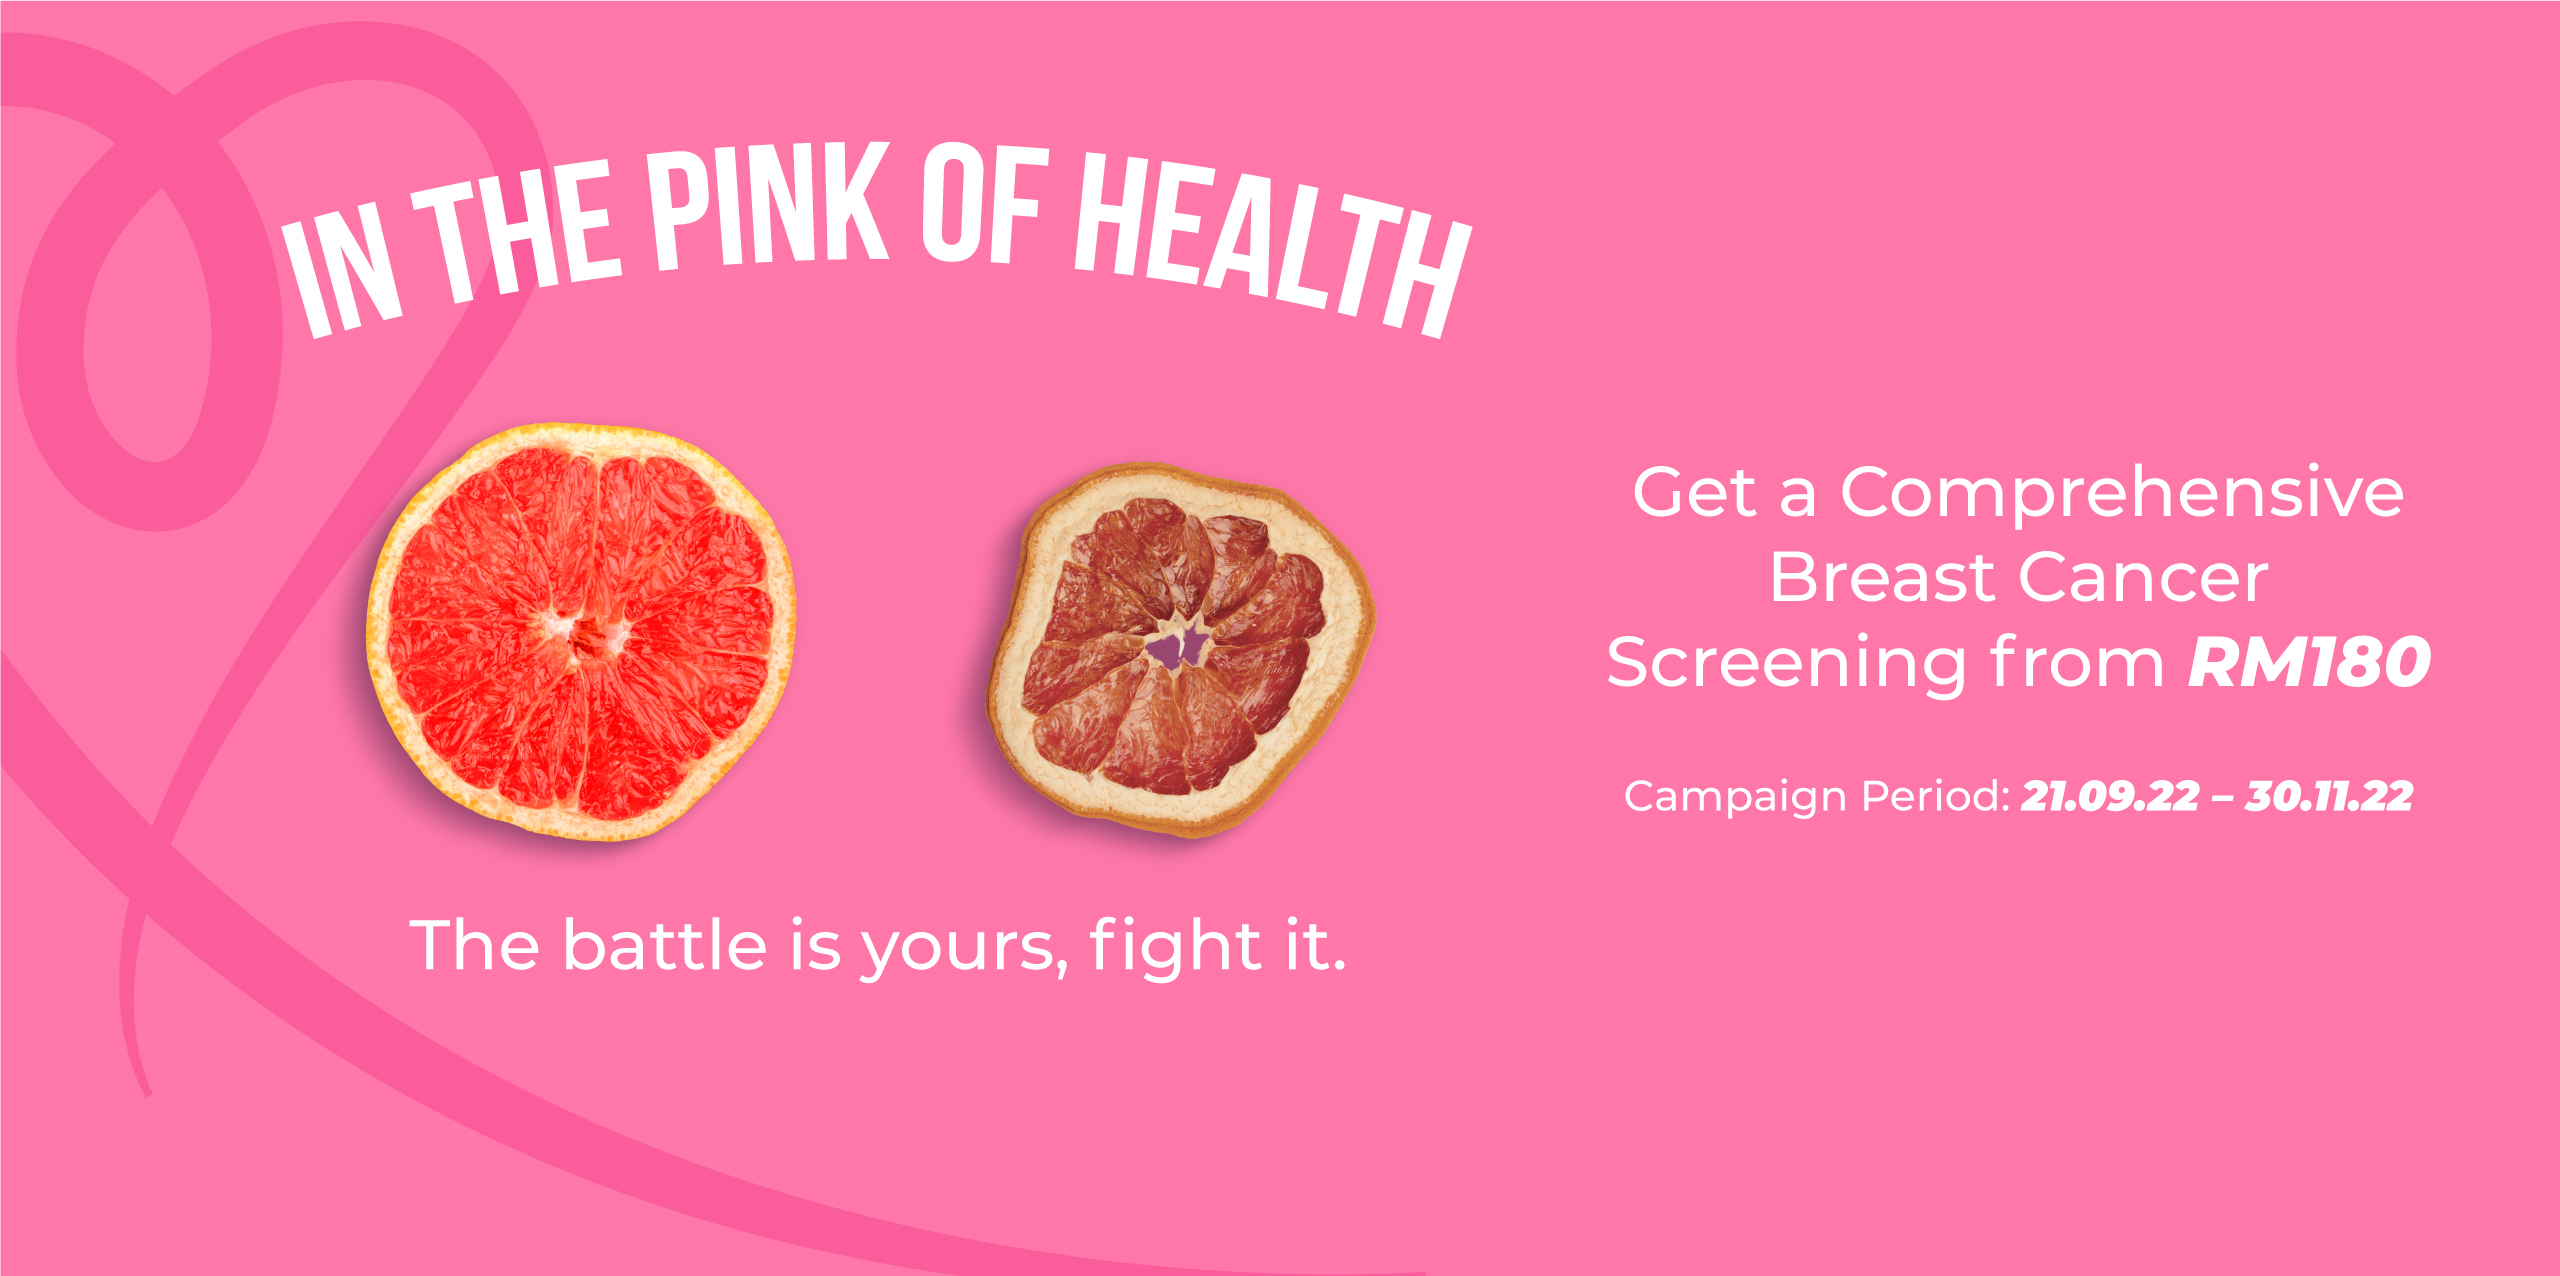 IN THE PINK OF HEALTH
The battle is yours, fight it.
Get a Comprehensive
Breast Cancer
Screening from RM180
Campaign Period: 21.09.22 – 30.11.22